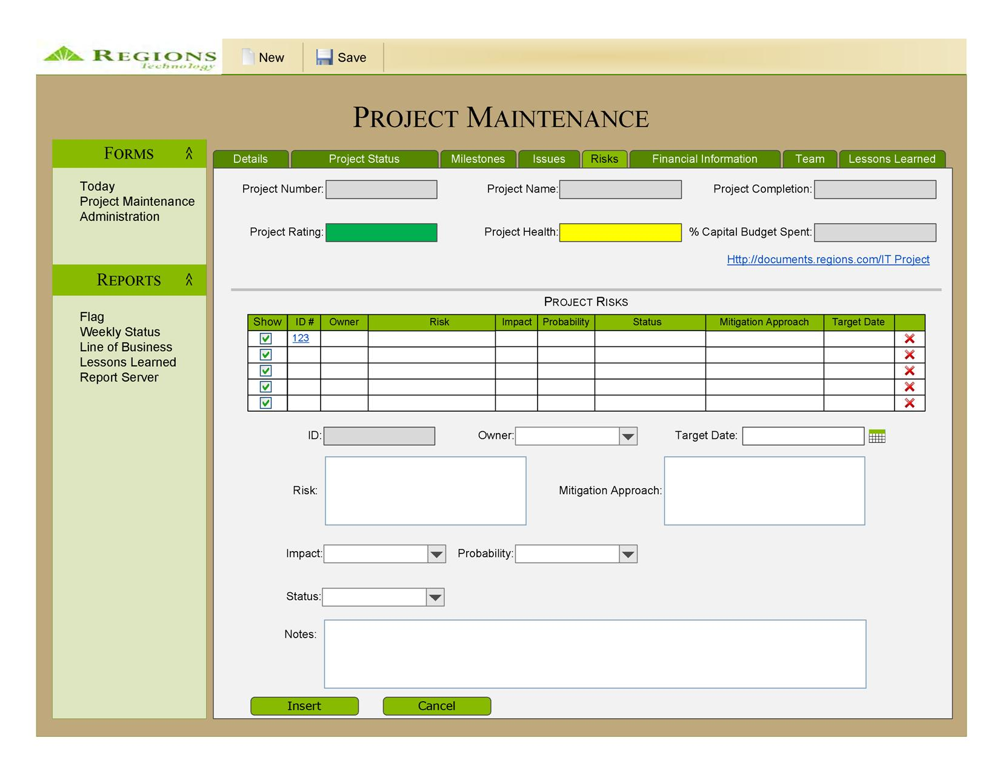 REGIONS
Technology
New
Save
PROJECT MAINTENANCE
FORMS
Today
Project Maintenance
Administration
REPORTS
Flag
Weekly Status
Line of Business
Lessons Learned
Report Server
Details Project Status Milestones Issues Risks Financial Information Team Lessons Learned
Project Number: Project Name: Project Completion:
Project Rating: Project Health: % Capital Budget Spent:
Http://documents.regions.com/IT Project
PROJECT RISKS
Show ID # Owner Risk Impact Probability Status Mitigation Approach Target Date
123
ID: Owner: Target Date:
Risk: Mitigation Approach:
Impact: Probability:
Status:
Notes:
Insert Cancel